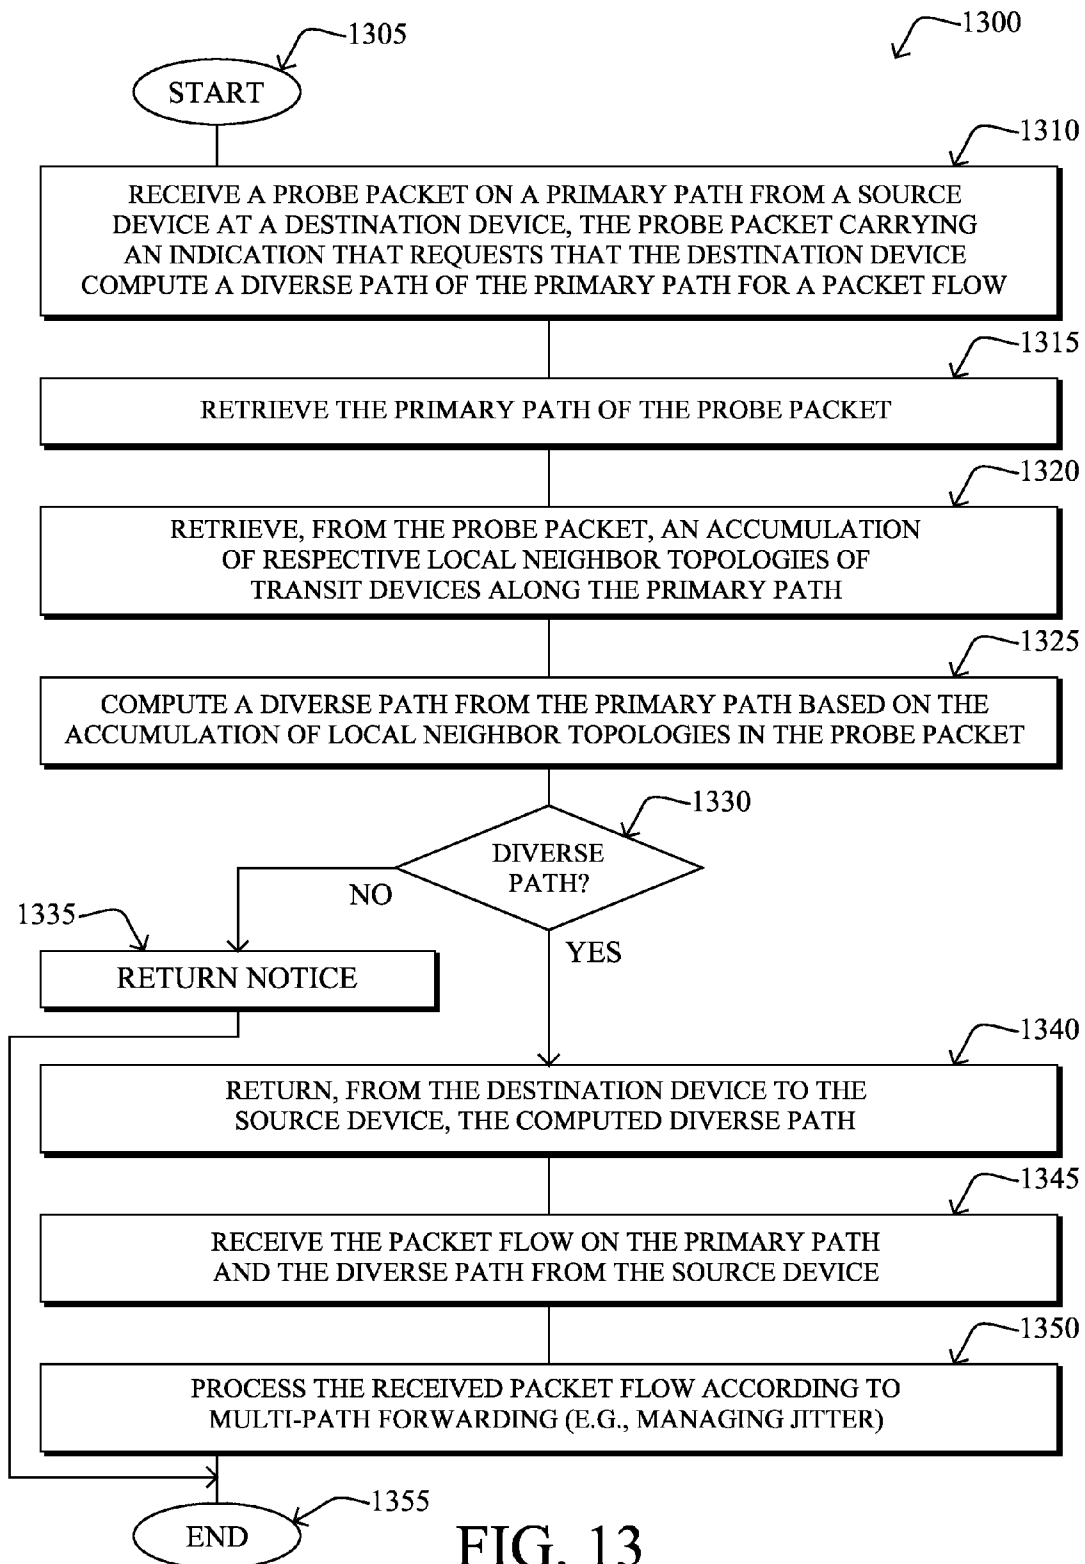 1305
1300
START
1310
RECEIVE A PROBE PACKET ON A PRIMARY PATH FROM A SOURCE
DEVICE AT A DESTINATION DEVICE, THE PROBE PACKET CARRYING
AN INDICATION THAT REQUESTS THAT THE DESTINATION DEVICE
COMPUTE A DIVERSE PATH OF THE PRIMARY PATH FOR A PACKET FLOW
1315
RETRIEVE THE PRIMARY PATH OF THE PROBE PACKET
1320
RETRIEVE, FROM THE PROBE PACKET, AN ACCUMULATION
OF RESPECTIVE LOCAL NEIGHBOR TOPOLOGIES OF
TRANSIT DEVICES ALONG THE PRIMARY PATH
1325
COMPUTE A DIVERSE PATH FROM THE PRIMARY PATH BASED ON THE
ACCUMULATION OF LOCAL NEIGHBOR TOPOLOGIES IN THE PROBE PACKET
1330
DIVERSE
PATH?
NO
YES
1335
RETURN NOTICE
1340
RETURN, FROM THE DESTINATION DEVICE TO THE
SOURCE DEVICE, THE COMPUTED DIVERSE PATH
1345
RECEIVE THE PACKET FLOW ON THE PRIMARY PATH
AND THE DIVERSE PATH FROM THE SOURCE DEVICE
1350
PROCESS THE RECEIVED PACKET FLOW ACCORDING TO
MULTI-PATH FORWARDING (E.G., MANAGING JITTER)
1355
END
FIG. 13